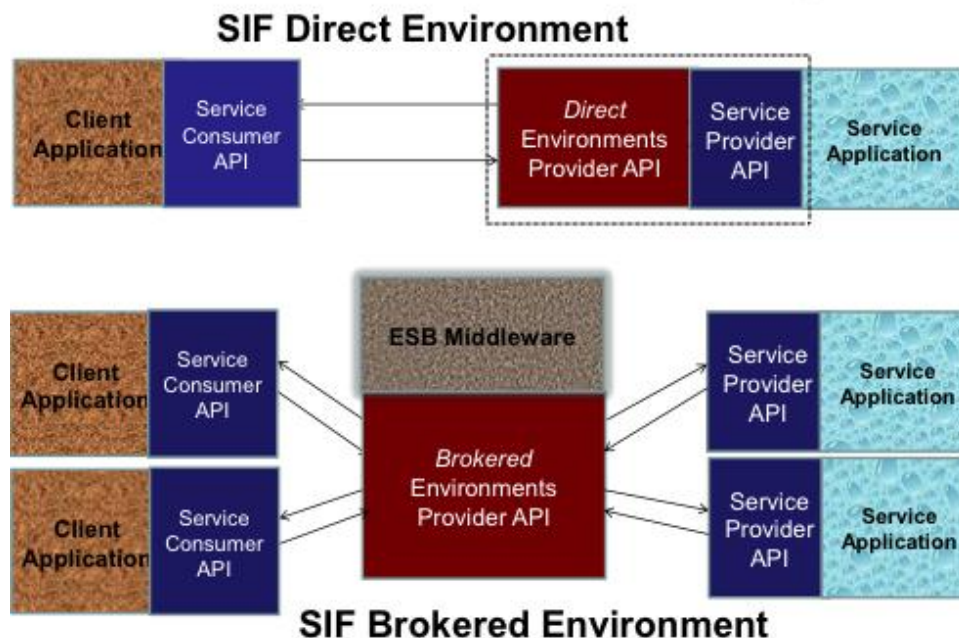 SIF Direct Environment
Client
Application
Service
Consumer
API
Direct
Environments
Provider API
Service
Provider
API
Service
Application
ESB Middleware
Client
Application
Service
Consumer
API
Brokered
Environments
Provider API
Service
Provider
API
Service
Application
Client
Application
Service
Consumer
API
Service
Provider
API
Service
Application
SIF Brokered Environment